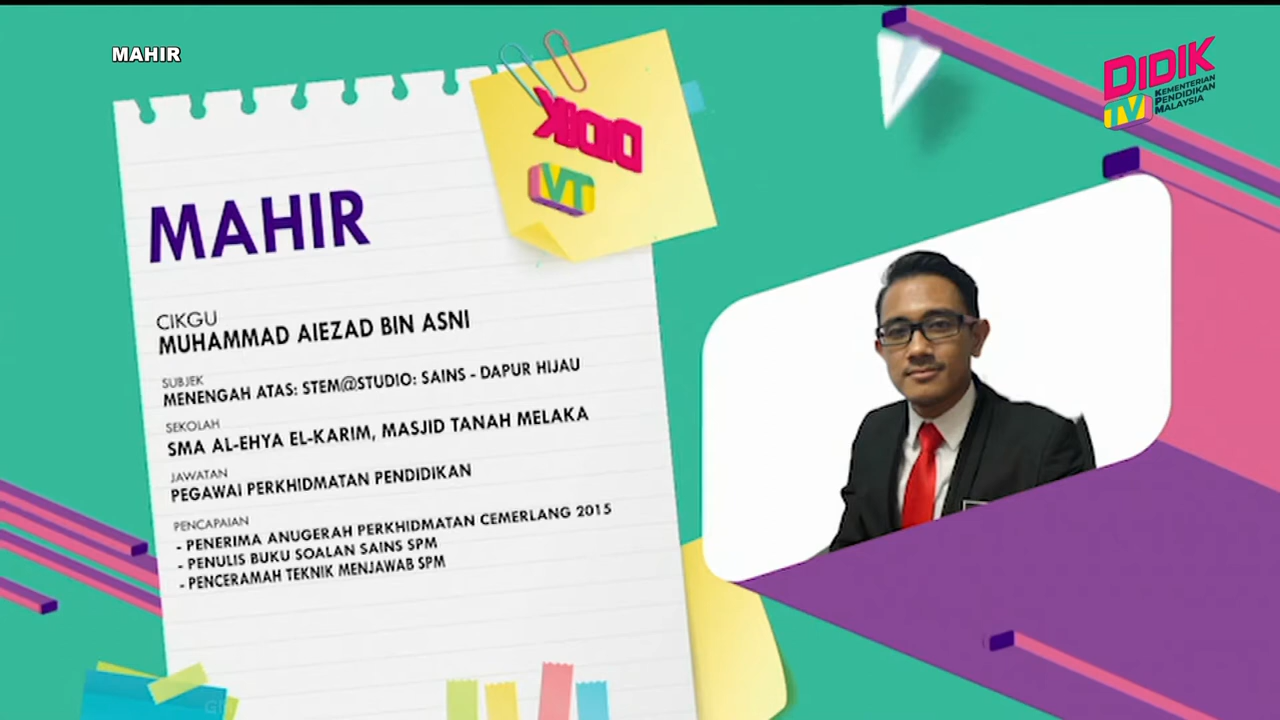 MAHIR
DIDIK
TV
KEMENTERIAN
PENDIDIKAN
MALAYSIA
DIDIK
TV
MAHIR
CIKGU
MUHAMMAD AIEZAD BIN ASNI
SUBJEK
MENENGAH ATAS: STEM@STUDIO: SAINS - DAPUR HIJAU
SEKOLAH
SMA AL-EHYA EL-KARIM, MASJID TANAH MELAKA
JAWATAN
PEGAWAI PERKHIDMATAN PENDIDIKAN
PENCAPAIAN
- PENERIMA ANUGERAH PERKHIDMATAN CEMERLANG 2015
- PENULIS BUKU SOALAN SAINS SPM
- PENCERAMAH TEKNIK MENJAWAB SPM